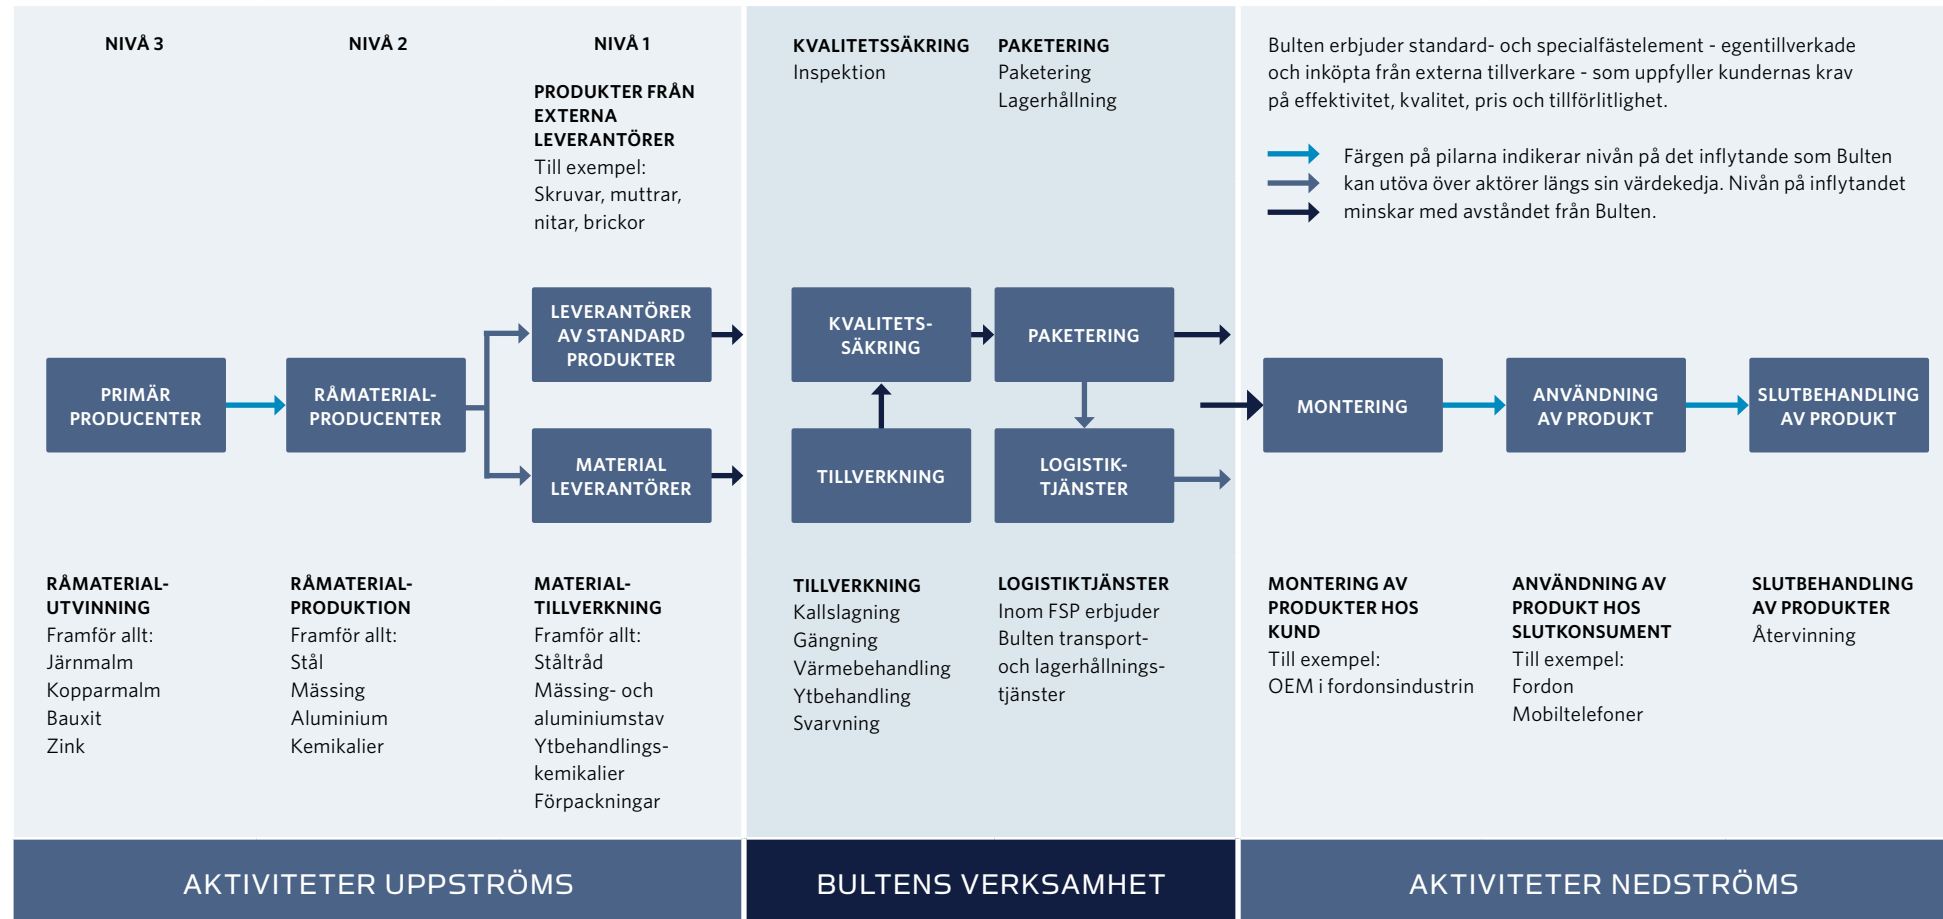 NIVÅ 3
NIVÅ 2
NIVÅ 1
PRODUKTER FRÅN
EXTERNA
LEVERANTÖRER
Till exempel:
Skruvar, muttrar,
nitar, brickor
KVALITETSSÄKRING
Inspektion
PAKETERING
Paketering
Lagerhållning
Bulten erbjuder standard- och specialfästelement - egentillverkade
och inköpta från externa tillverkare - som uppfyller kundernas krav
på effektivitet, kvalitet, pris och tillförlitlighet.
Färgen på pilarna indikerar nivån på det inflytande som Bulten
kan utöva över aktörer längs sin värdekedja. Nivån på inflytandet
minskar med avståndet från Bulten.
PRIMÄR
PRODUCENTER
RÅMATERIAL-
PRODUCENTER
LEVERANTÖRER
AV STANDARD
PRODUKTER
MATERIAL
LEVERANTÖRER
KVALITETS-
SÄKRING
PAKETERING
TILLVERKNING
LOGISTIK-
TJÄNSTER
MONTERING
ANVÄNDNING
AV PRODUKT
SLUTBEHANDLING
AV PRODUKT
RÅMATERIAL-
UTVINNING
Framför allt:
Järnmalm
Kopparmalm
Bauxit
Zink
RÅMATERIAL-
PRODUKTION
Framför allt:
Stål
Mässing
Aluminium
Kemikalier
MATERIAL-
TILLVERKNING
Framför allt:
Ståltråd
Mässing- och
aluminiumstav
Ytbehandlings-
kemikalier
Förpackningar
TILLVERKNING
Kallslagning
Gängning
Värmebehandling
Ytbehandling
Svarvning
LOGISTIKTJÄNSTER
Inom FSP erbjuder
Bulten transport-
och lagerhållnings-
tjänster
MONTERING AV
PRODUKTER HOS
KUND
Till exempel:
OEM i fordonsindustrin
ANVÄNDNING AV
PRODUKT HOS
SLUTKONSUMENT
Till exempel:
Fordon
Mobiltelefoner
SLUTBEHANDLING
AV PRODUKTER
Återvinning
AKTIVITETER UPPSTRÖMS
BULTENS VERKSAMHET
AKTIVITETER NEDSTRÖMS